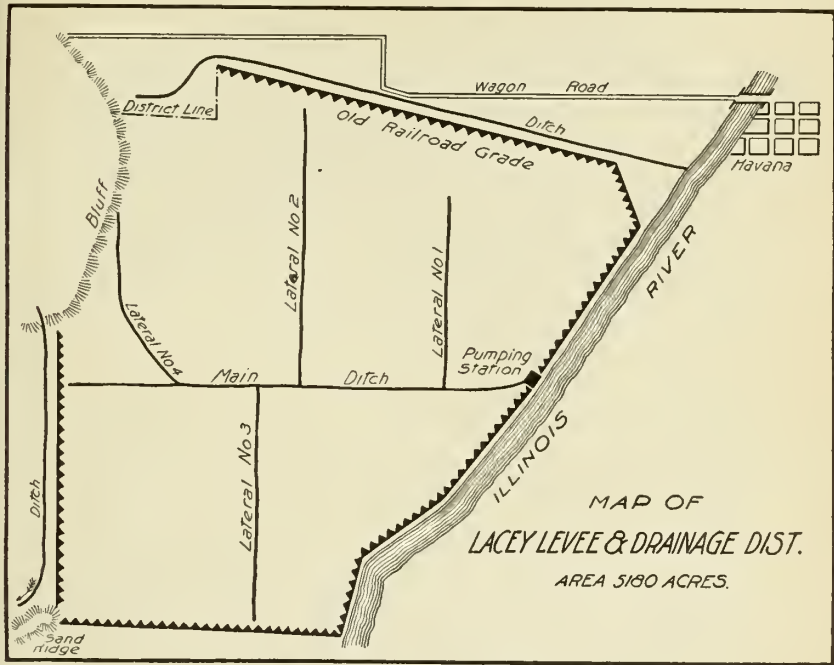 Wagon Road
District Line
Old Railroad Grade
Ditch
Havana
Bluff
Lateral No 2
Lateral No 1
RIVER
Lateral No 4
Pumping
Station
Main Ditch
Lateral No 3
ILLINOIS
Ditch
MAP OF
LACEY LEVEE & DRAINAGE DIST.
AREA 5180 ACRES.
Sand
Ridge